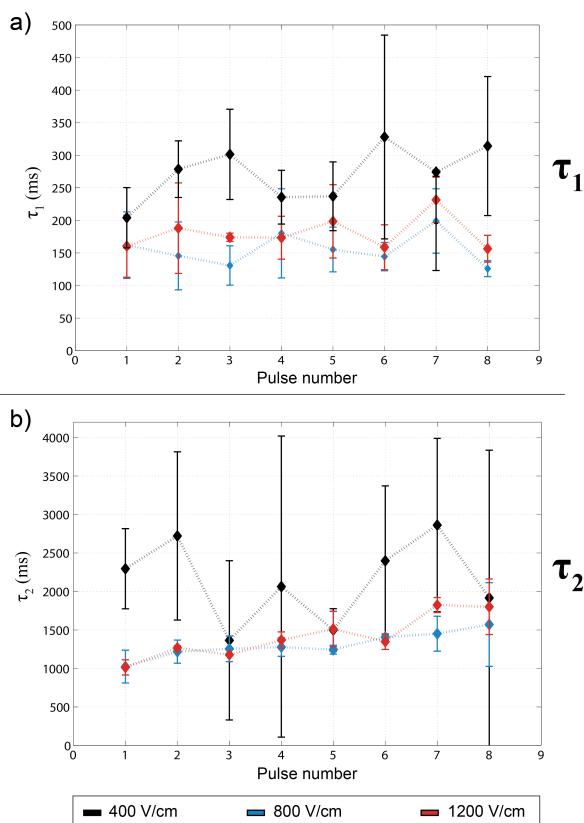 a)
500
450
400
350
300
250
200
150
100
50
0
τ1 (ms)
0 1 2 3 4 5 6 7 8 9
Pulse number
τ1
b)
4000
3500
3000
2500
2000
1500
1000
500
0
τ2 (ms)
0 1 2 3 4 5 6 7 8 9
Pulse number
τ2
400 V/cm 800 V/cm 1200 V/cm